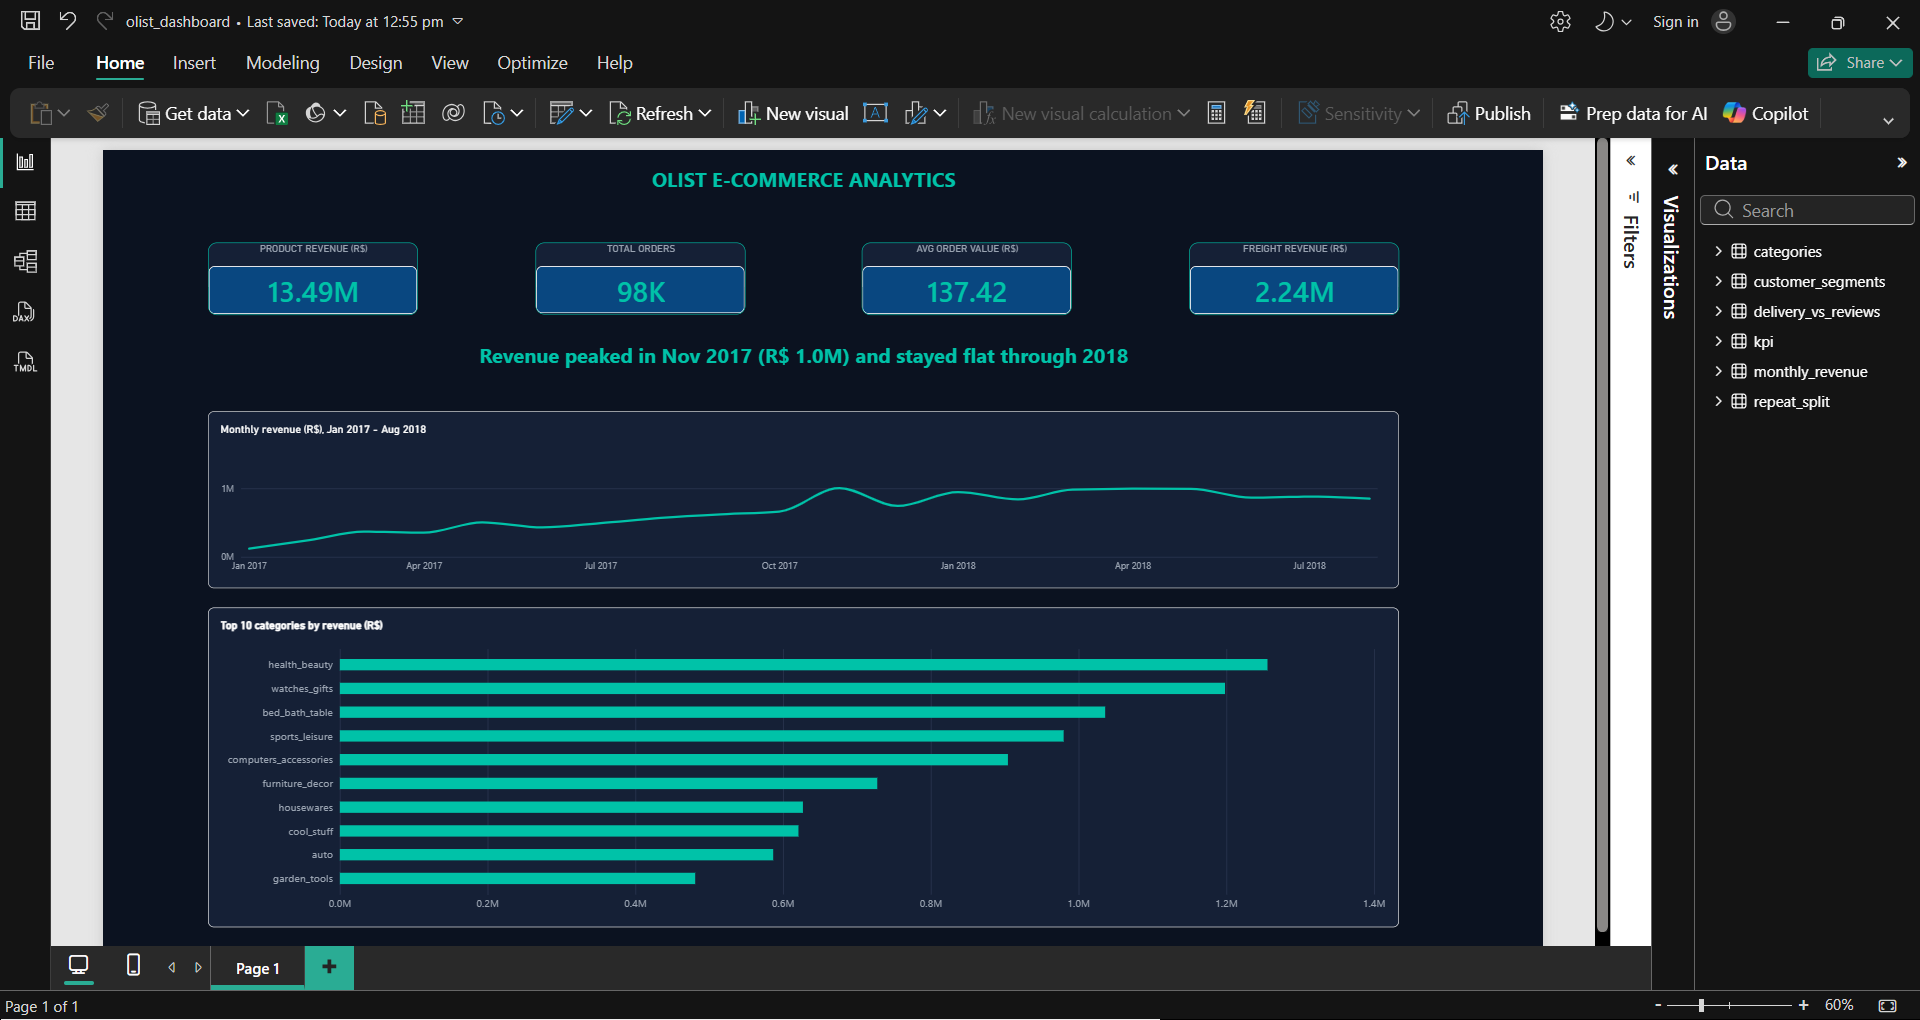 olist_dashboard • Last saved: Today at 12:55 pm
Sign in
File Home Insert Modeling Design View Optimize Help
Share
Get data Refresh New visual New visual calculation Sensitivity Publish Prep data for AI Copilot
OLIST E-COMMERCE ANALYTICS
PRODUCT REVENUE (R$)
13.49M
TOTAL ORDERS
98K
AVG ORDER VALUE (R$)
137.42
FREIGHT REVENUE (R$)
2.24M
Revenue peaked in Nov 2017 (R$ 1.0M) and stayed flat through 2018
Monthly revenue (R$), Jan 2017 - Aug 2018
1M
0M
Jan 2017 Apr 2017 Jul 2017 Oct 2017 Jan 2018 Apr 2018 Jul 2018
Top 10 categories by revenue (R$)
health_beauty
watches_gifts
bed_bath_table
sports_leisure
computers_accessories
furniture_decor
housewares
cool_stuff
auto
garden_tools
0.0M 0.2M 0.4M 0.6M 0.8M 1.0M 1.2M 1.4M
DAX
TMDL
Filters
Visualizations
Data
Search
categories
customer_segments
delivery_vs_reviews
kpi
monthly_revenue
repeat_split
Page 1
Page 1 of 1
60%